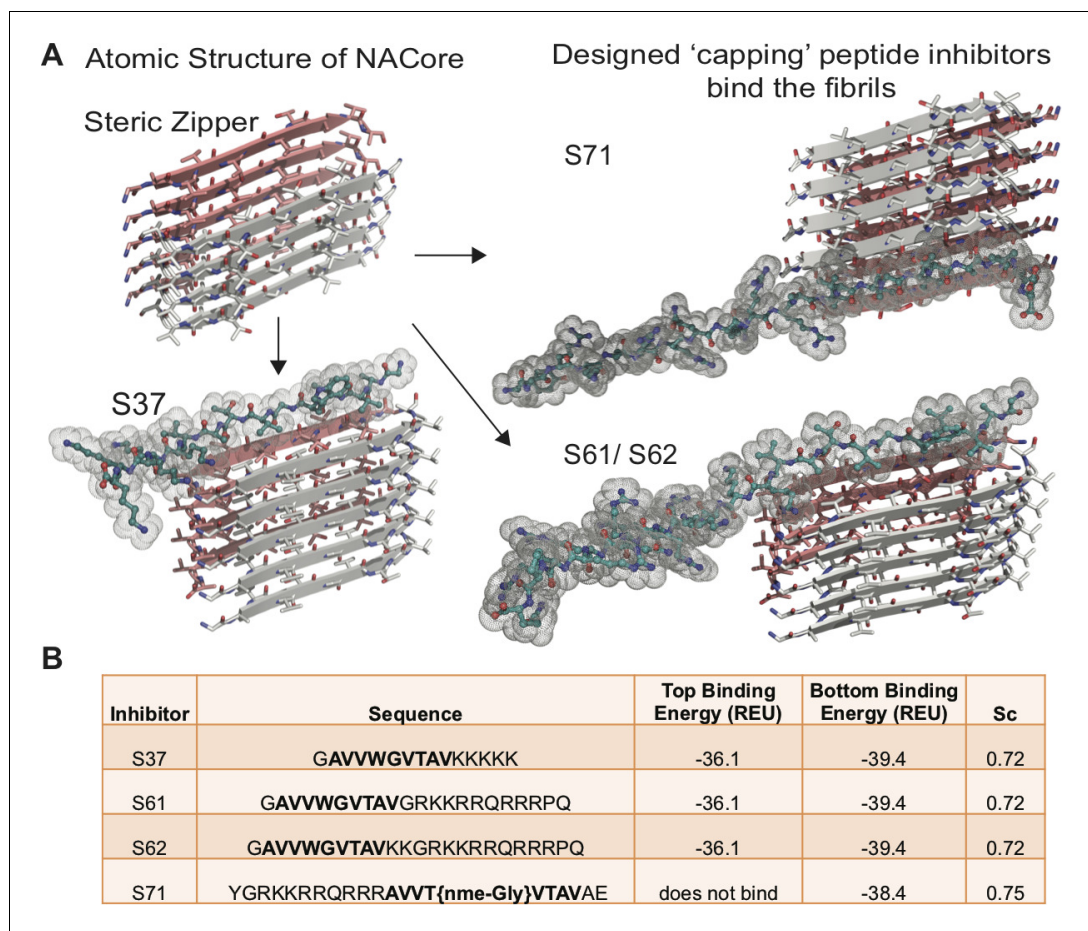 A Atomic Structure of NACore
Designed 'capping' peptide inhibitors
bind the fibrils
Steric Zipper
S71
S37
S61/ S62
B
Inhibitor Sequence Top Binding Energy (REU) Bottom Binding Energy (REU) Sc
S37 GAVVWGVTAVKKKKK -36.1 -39.4 0.72
S61 GAVVWGVTAVGRKKRRQRRRPQ -36.1 -39.4 0.72
S62 GAVVWGVTAVKKGRKKRRQRRRPQ -36.1 -39.4 0.72
S71 YGRKKRRQRRRAVVT{nme-Gly}VTAVAE does not bind -38.4 0.75